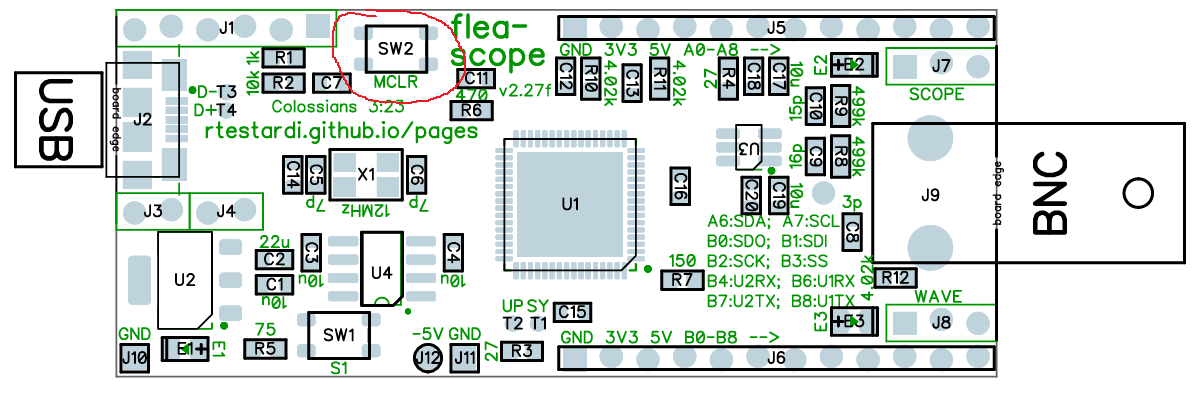 J1
SW2
MCLR
flea-
scope
v2.27f
J5
GND 3V3 5V A0-A8 -->
1k
R1
10k
R2
C7
C11
470
R6
C12
R10
4.02k
C13
R11
4.02k
27
R4
C18
C17
10n
E2
+E2
J7
SCOPE
USB
board edge
J2
D-T3
D+T4
Colossians 3:23
rtestardi.github.io/pages
15p
C10
R9
499k
U3
16p
C9
R8
499k
J9
board edge
BNC
C14
C5
7p
X1
12MHz
C6
7p
U1
C16
C20
C19
10n
3p
C8
J3
J4
A6:SDA; A7:SCL
B0:SDO; B1:SDI
B2:SCK; B3:SS
B4:U2RX; B6:U1RX
B7:U2TX; B8:U1TX
U2
22u
C2
C1
10u
C3
10u
U4
C4
10u
150
R7
4.02k
R12
WAVE
J8
E3
+E3
UP SY
T2 T1
C15
GND
J10
E1+
E1
75
R5
SW1
S1
-5V GND
J12
J11
27
R3
GND 3V3 5V B0-B8 -->
J6